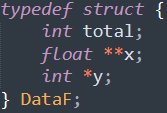 typedef struct {
    int total;
    float **x;
    int *y;
} DataF;